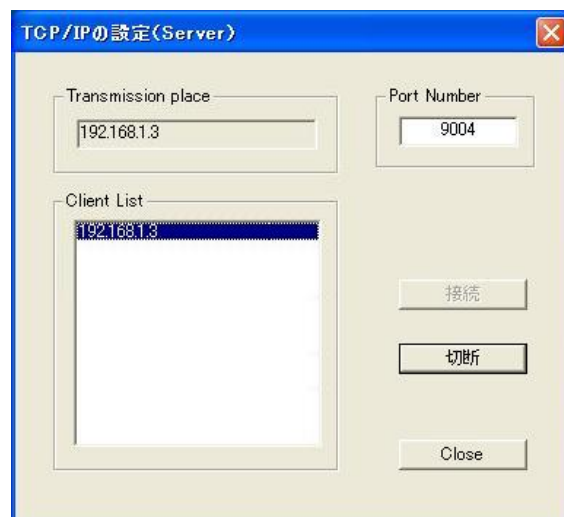 TCP/IPの設定(Server)
Transmission place
192.168.1.3
Port Number
9004
Client List
192.168.1.3
接続
切断
Close